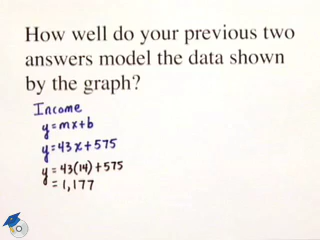 How well do your previous two
answers model the data shown
by the graph?
Income
y=mx+b
y=43x+575
y=43(14)+575
=1,177